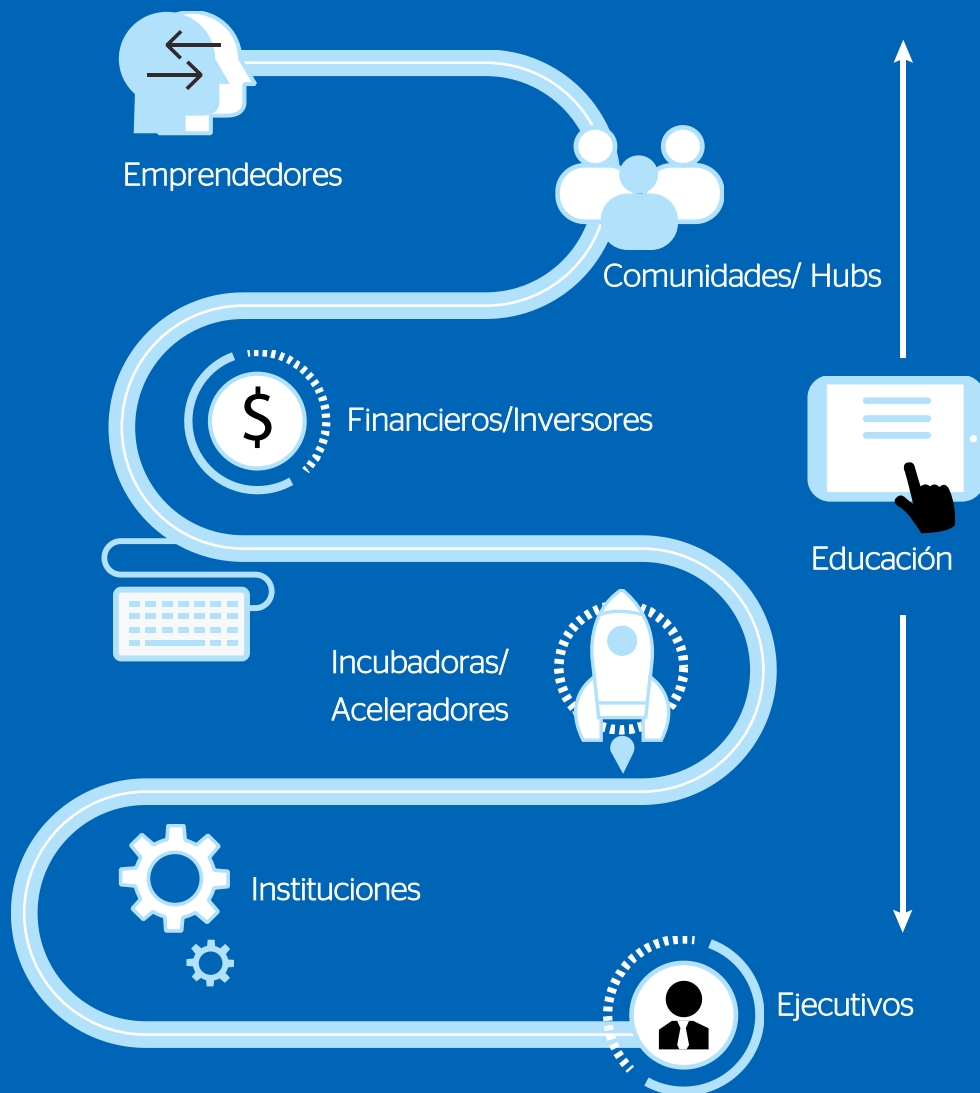 Emprendedores
Comunidades/ Hubs
Financieros/Inversores
$
Educación
Incubadoras/
Aceleradores
Instituciones
Ejecutivos